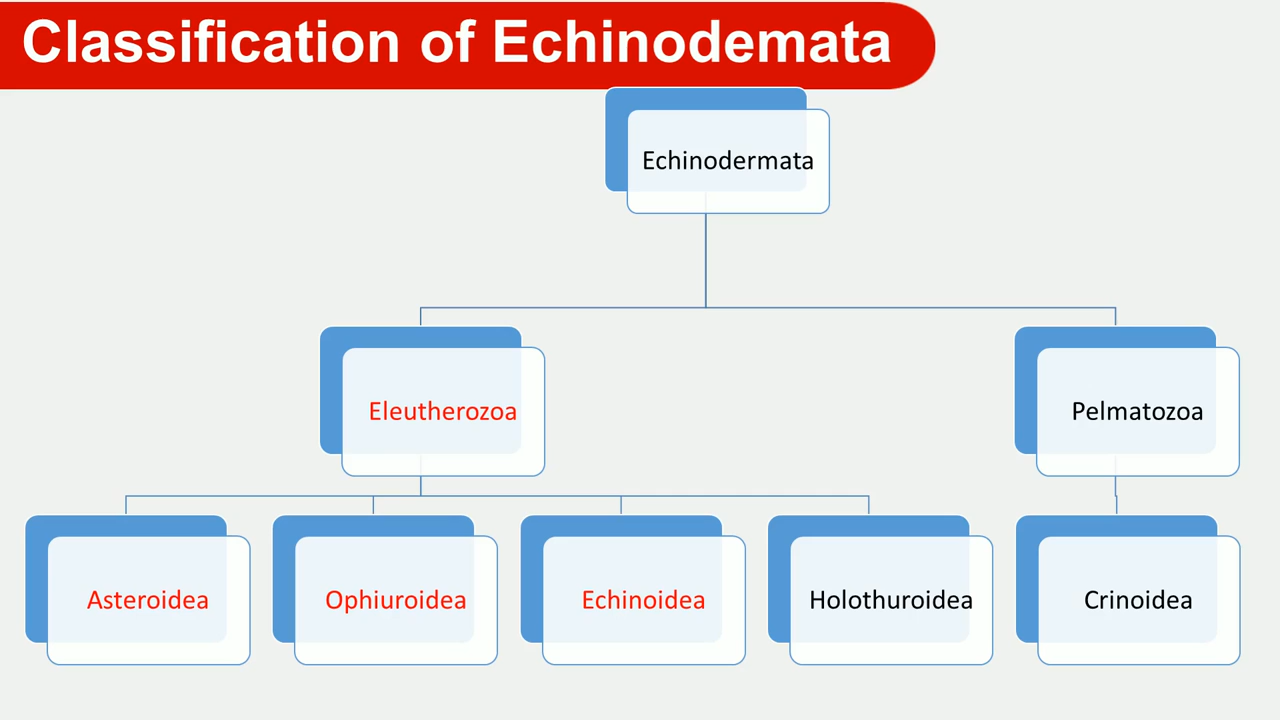 Classification of Echinodemata
Echinodermata
Eleutherozoa
Pelmatozoa
Asteroidea
Ophiuroidea
Echinoidea
Holothuroidea
Crinoidea